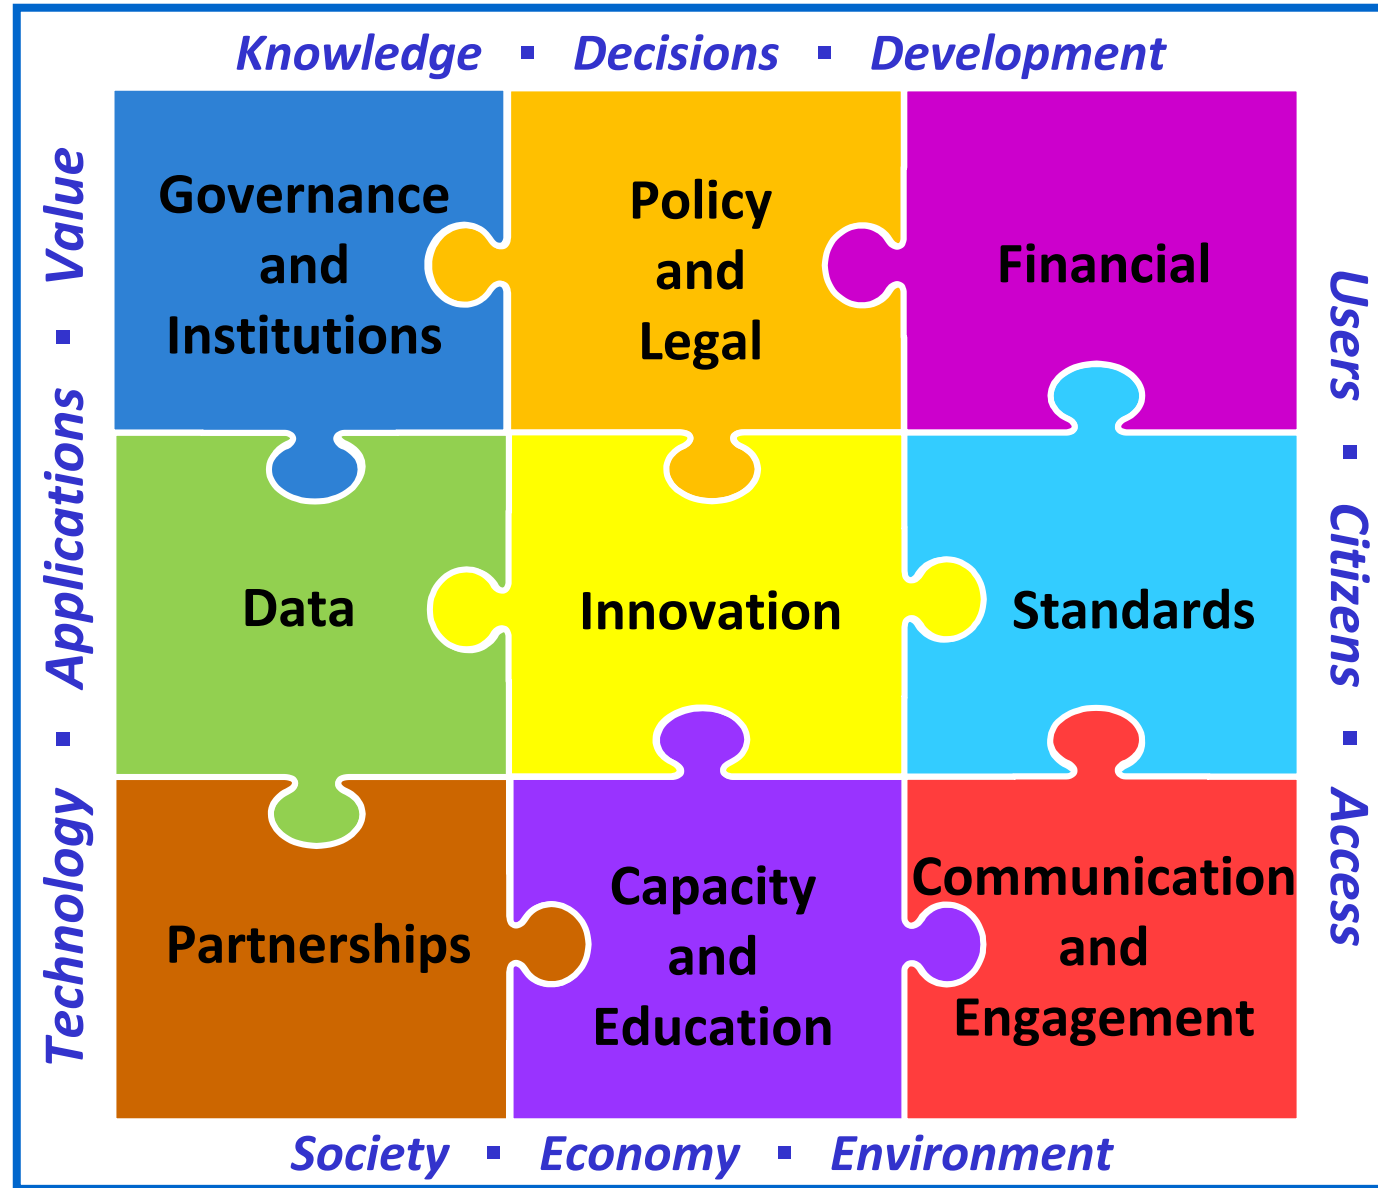 Knowledge ▪ Decisions ▪ Development
Technology ▪ Applications ▪ Value
Governance
and
Institutions
Policy
and
Legal
Financial
Data
Innovation
Standards
Partnerships
Capacity
and
Education
Communication
and
Engagement
Users ▪ Citizens ▪ Access
Society ▪ Economy ▪ Environment